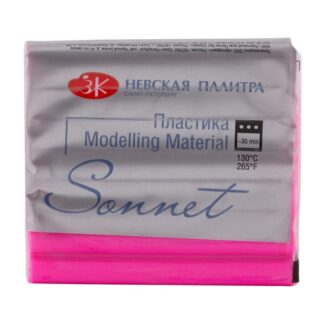 ЗК НЕВСКАЯ ПАЛИТРА
САНКТ-ПЕТЕРБУРГ
Пластика
Modelling Material
~30 min
130°C
265°F
Sonnet